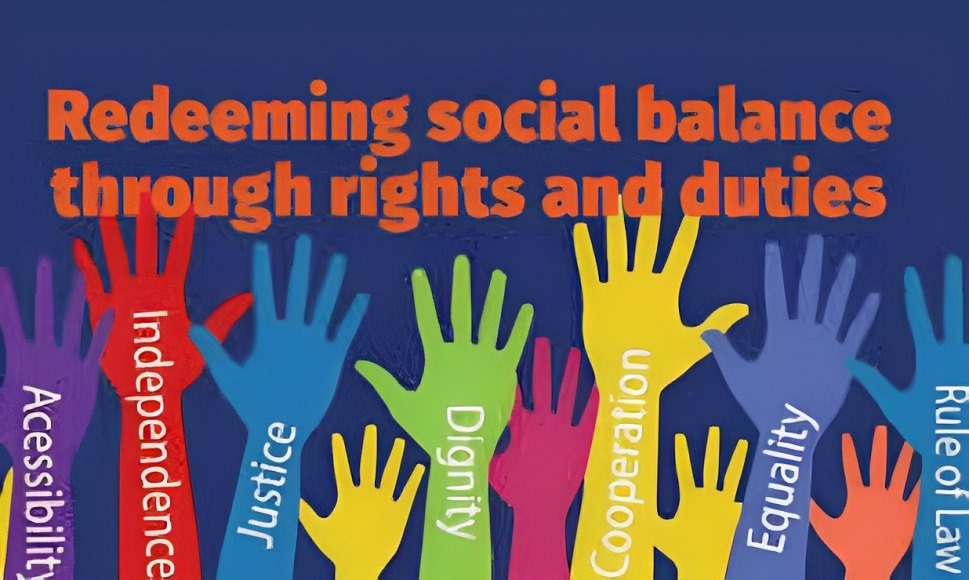 Redeeming social balance
through rights and duties
Acessibility
Independence
Justice
Dignity
Cooperation
Equality
Rule of Law